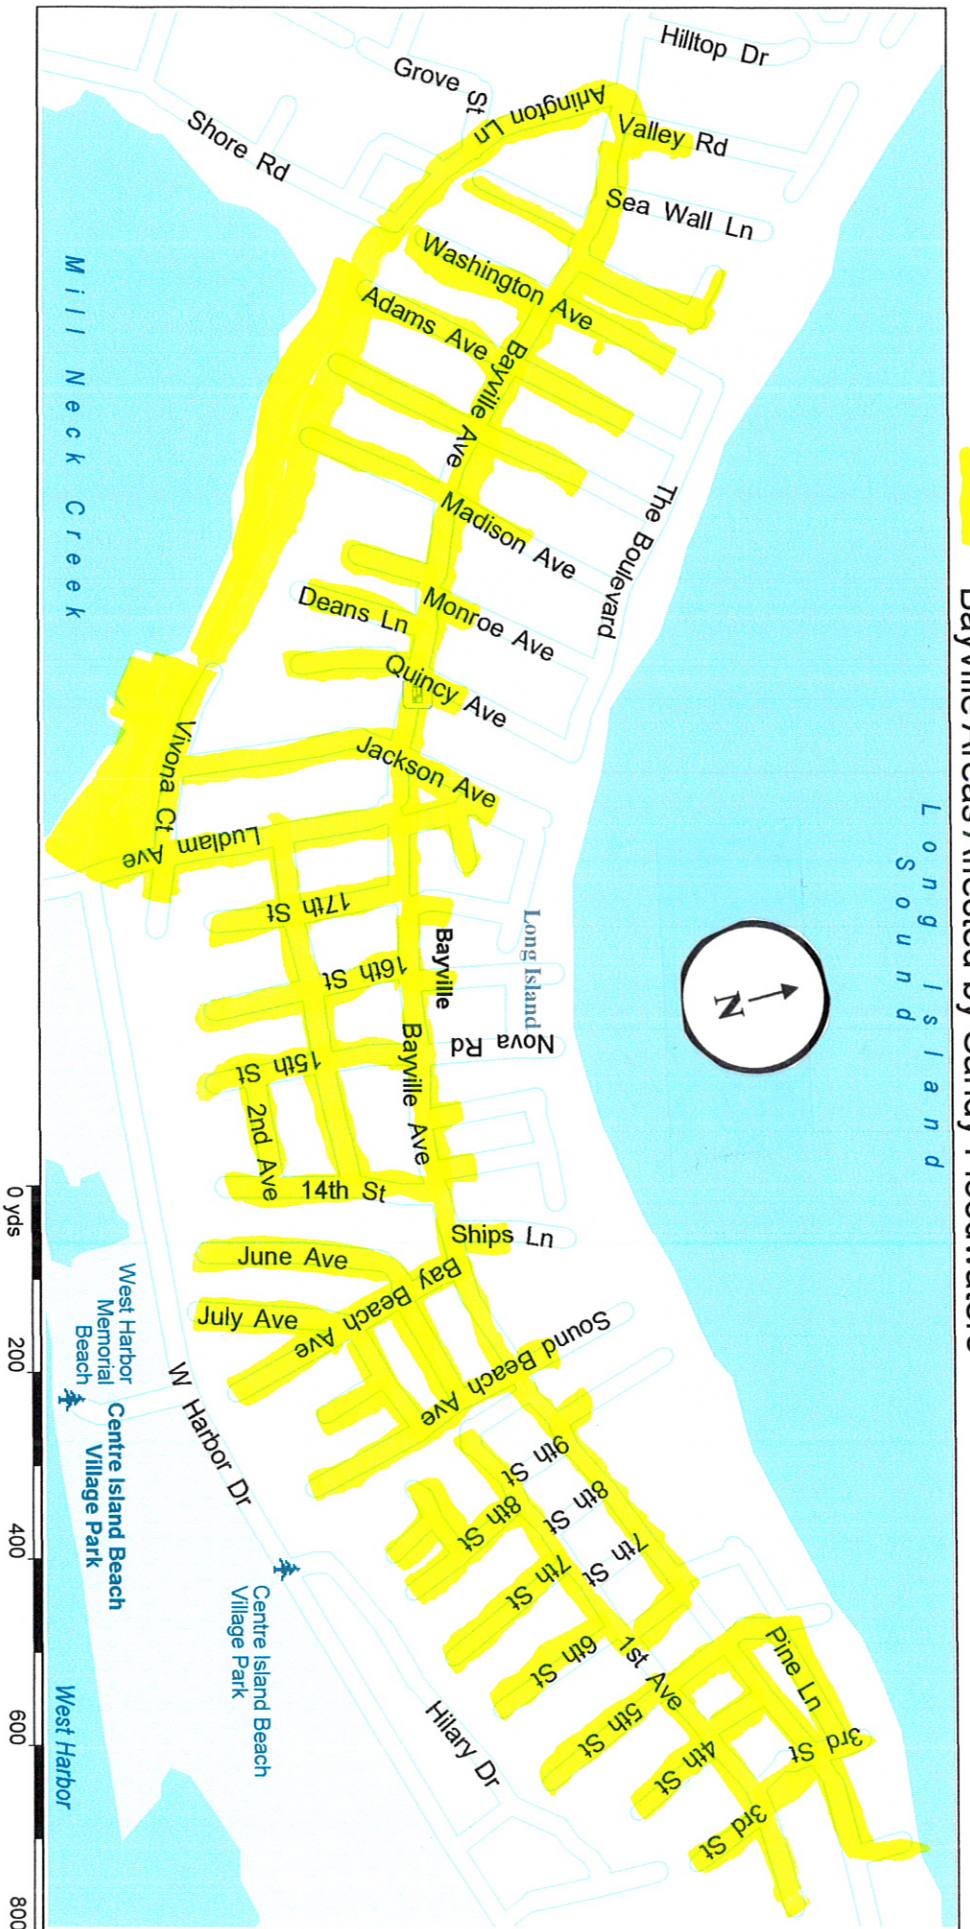 Bayville Areas Affected by Sandy Floodwaters
Hilltop Dr
Grove St
Arlington Ln
Valley Rd
Shore Rd
Sea Wall Ln
Washington Ave
Adams Ave
Bayville Ave
Madison Ave
The Boulevard
Monroe Ave
Deans Ln
Quincy Ave
Jackson Ave
Vivona Ct
Ludlam Ave
Mill Neck Creek
Long Island
Sound
17th St
16th St
15th St
2nd Ave
14th St
Bayville
Long Island
Nova Rd
Bayville Ave
N
Ships Ln
June Ave
July Ave
Bay Beach Ave
Sound Beach Ave
9th St
8th St
8th St
7th St
7th St
6th St
1st Ave
5th St
4th St
3rd St
3rd St
Pine Ln
W Harbor Dr
Hilary Dr
West Harbor
Memorial
Beach
Centre Island Beach
Village Park
Centre Island Beach
Village Park
West Harbor
0 yds
200
400
600
800